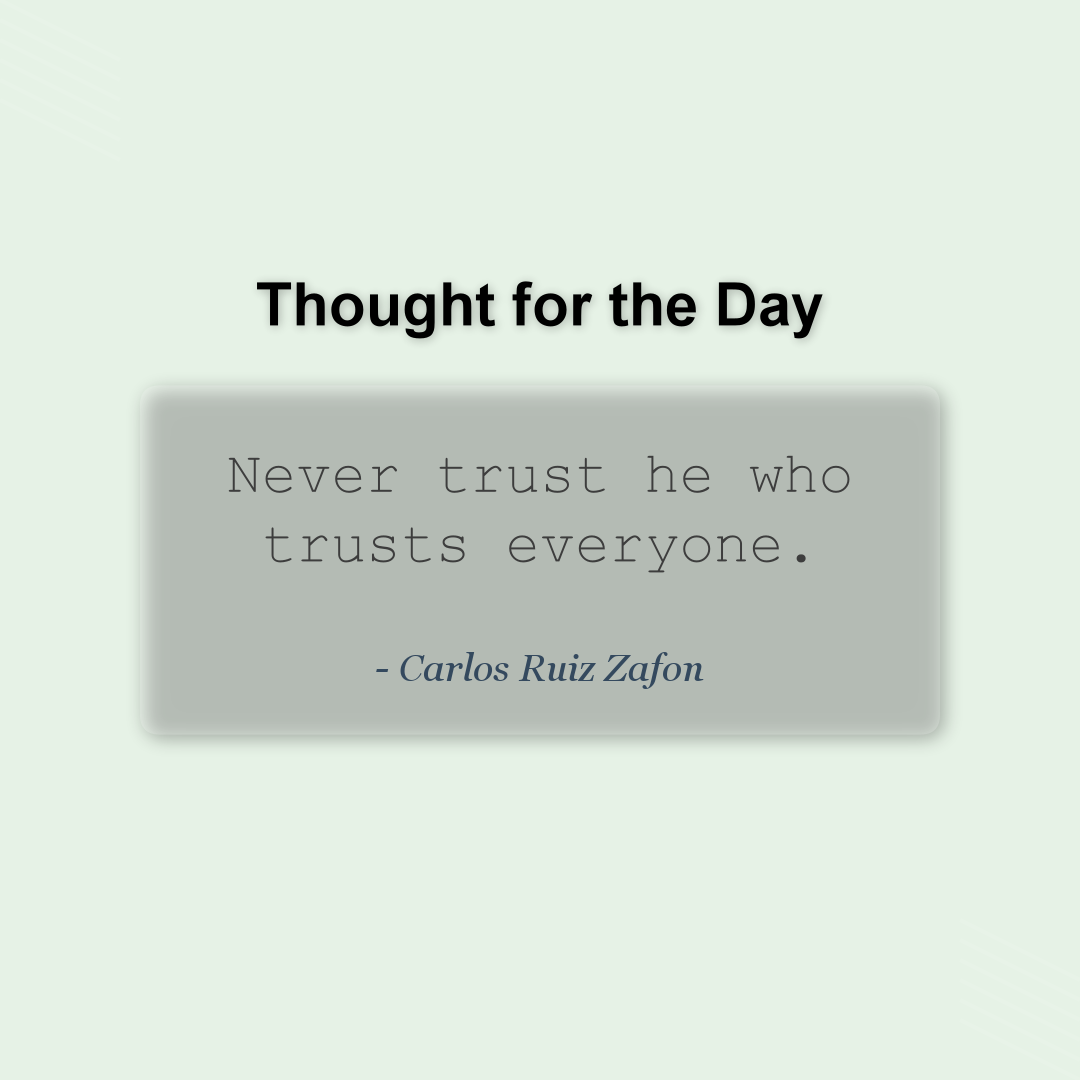 Thought for the Day
Never trust he who
trusts everyone.
- Carlos Ruiz Zafon